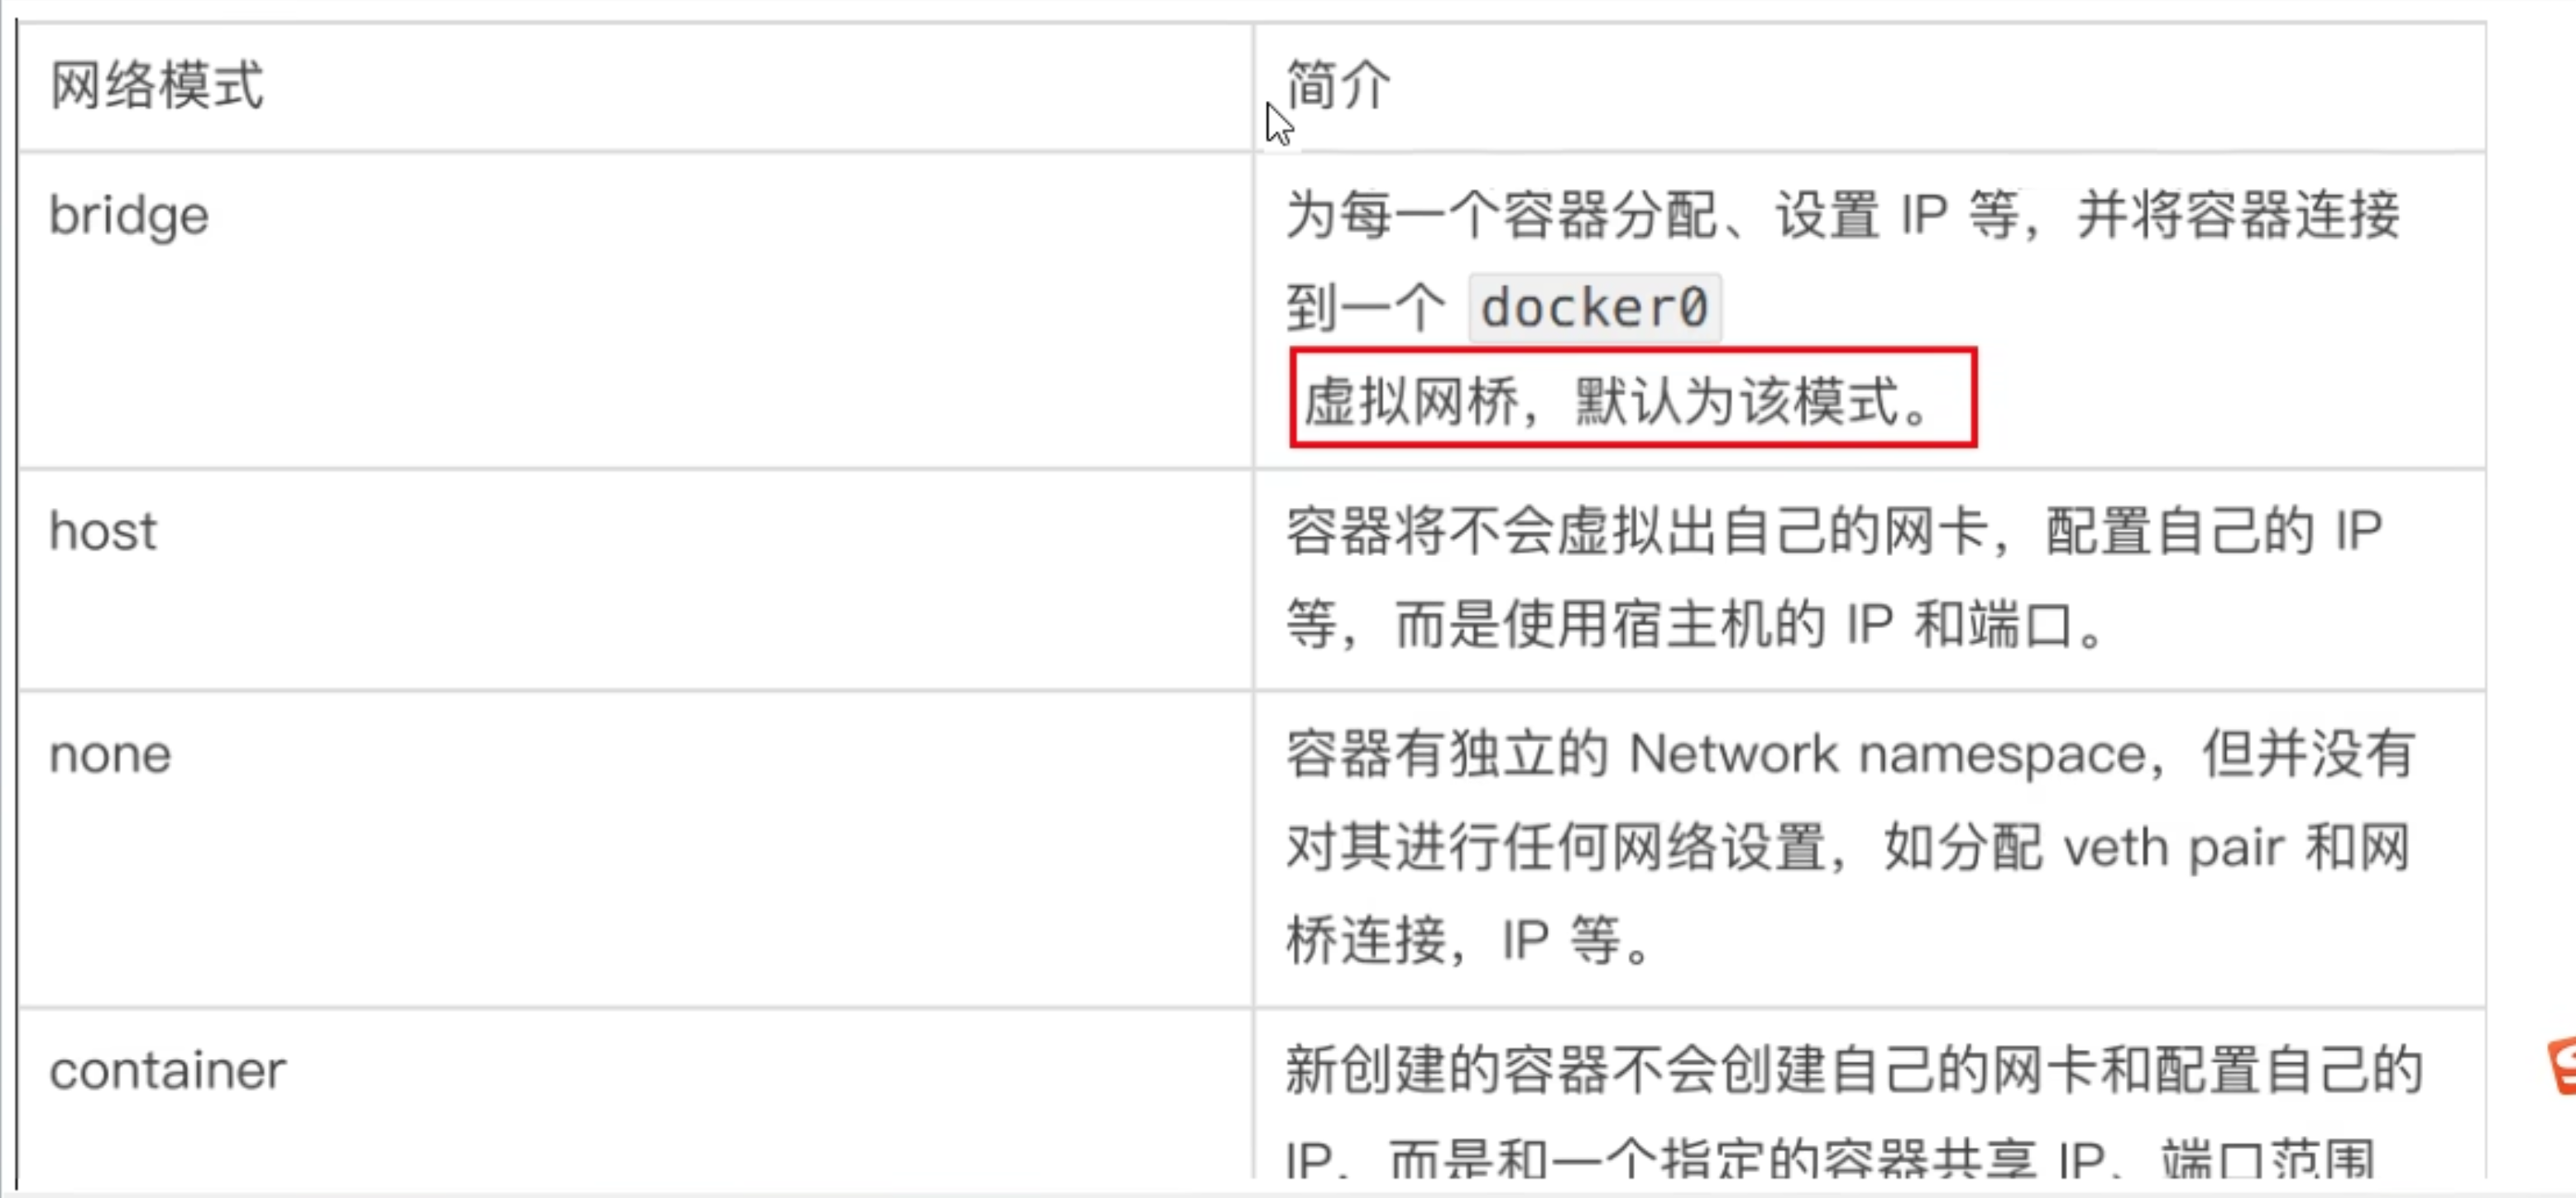 网络模式
简介
bridge
为每一个容器分配、设置 IP 等，并将容器连接
到一个 docker0
虚拟网桥，默认为该模式。
host
容器将不会虚拟出自己的网卡，配置自己的 IP
等，而是使用宿主机的 IP 和端口。
none
容器有独立的 Network namespace，但并没有
对其进行任何网络设置，如分配 veth pair 和网
桥连接，IP 等。
container
新创建的容器不会创建自己的网卡和配置自己的
IP，而是和一个指定的容器共享 IP、端口范围